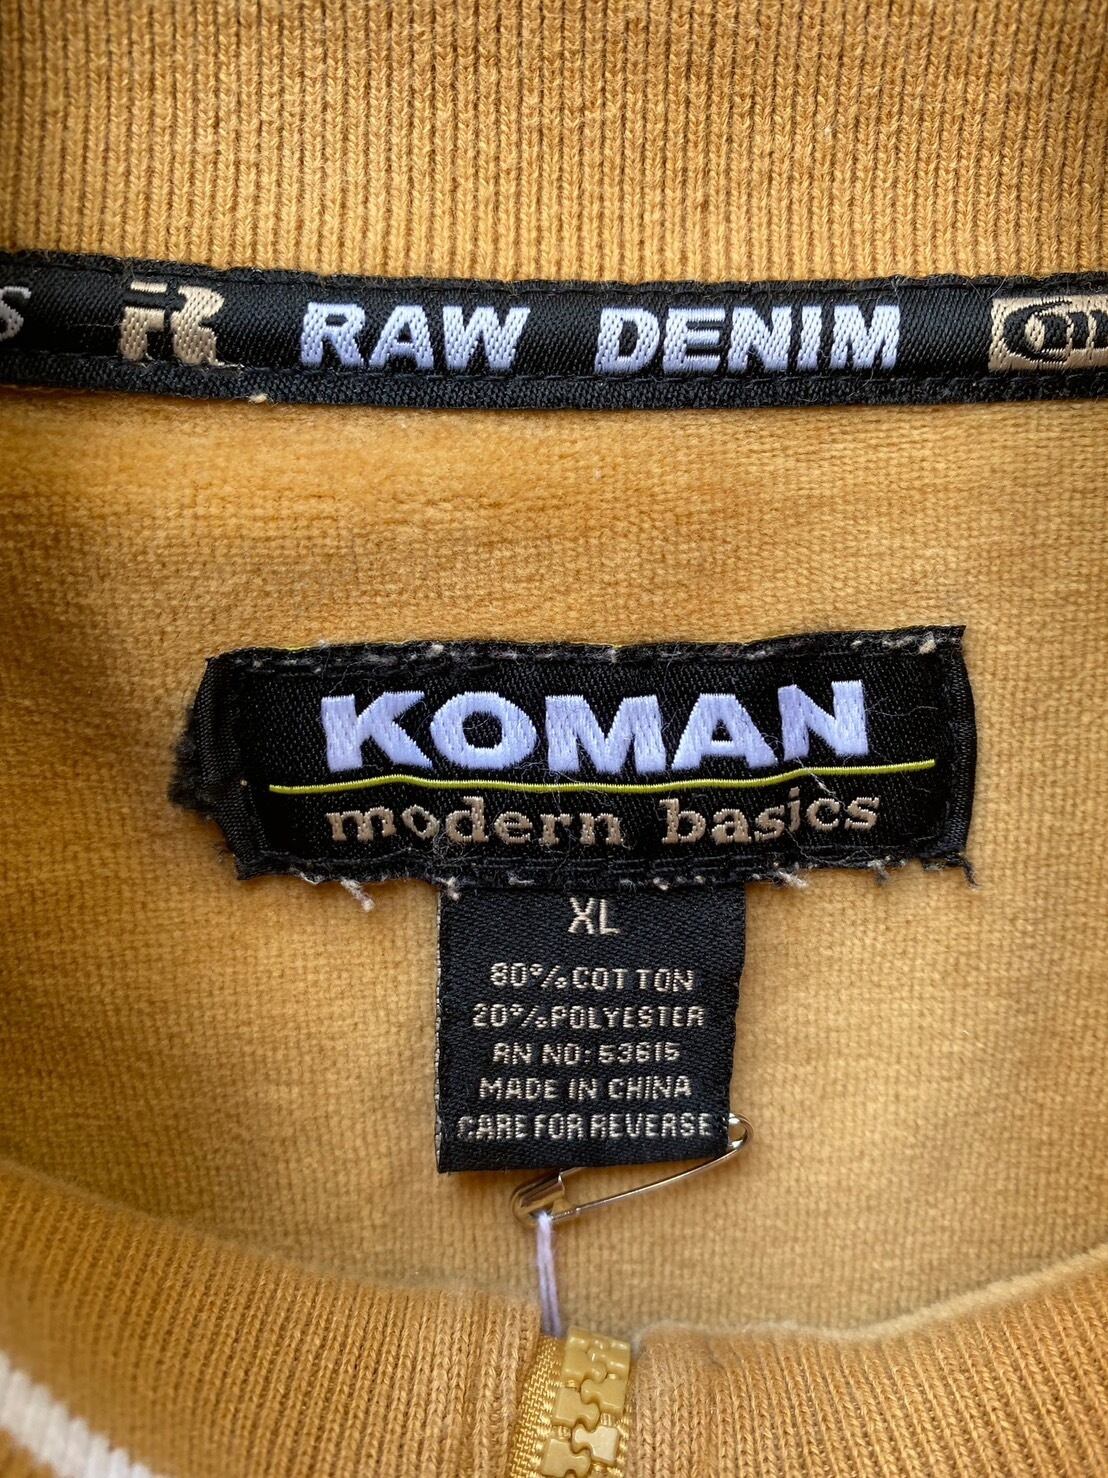 S R RAW DENIM
KOMAN
modern basics
XL
80%COTTON
20%POLYESTER
RN NO: 53615
MADE IN CHINA
CARE FOR REVERSE